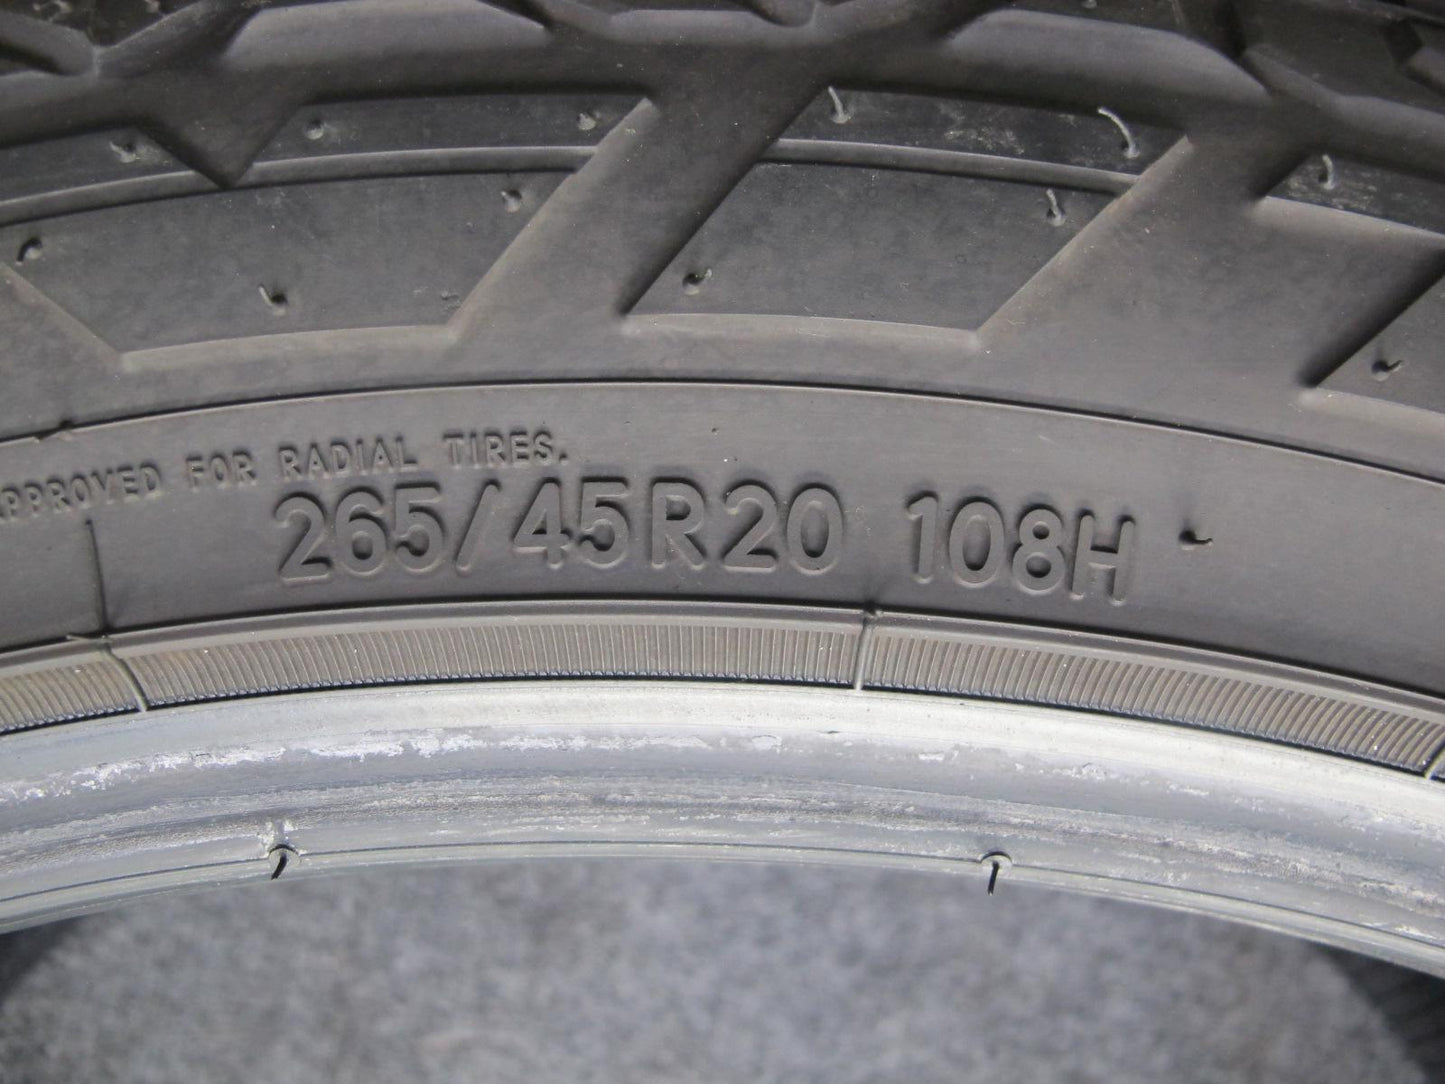 APPROVED FOR RADIAL TIRES.
265/45R20 108H